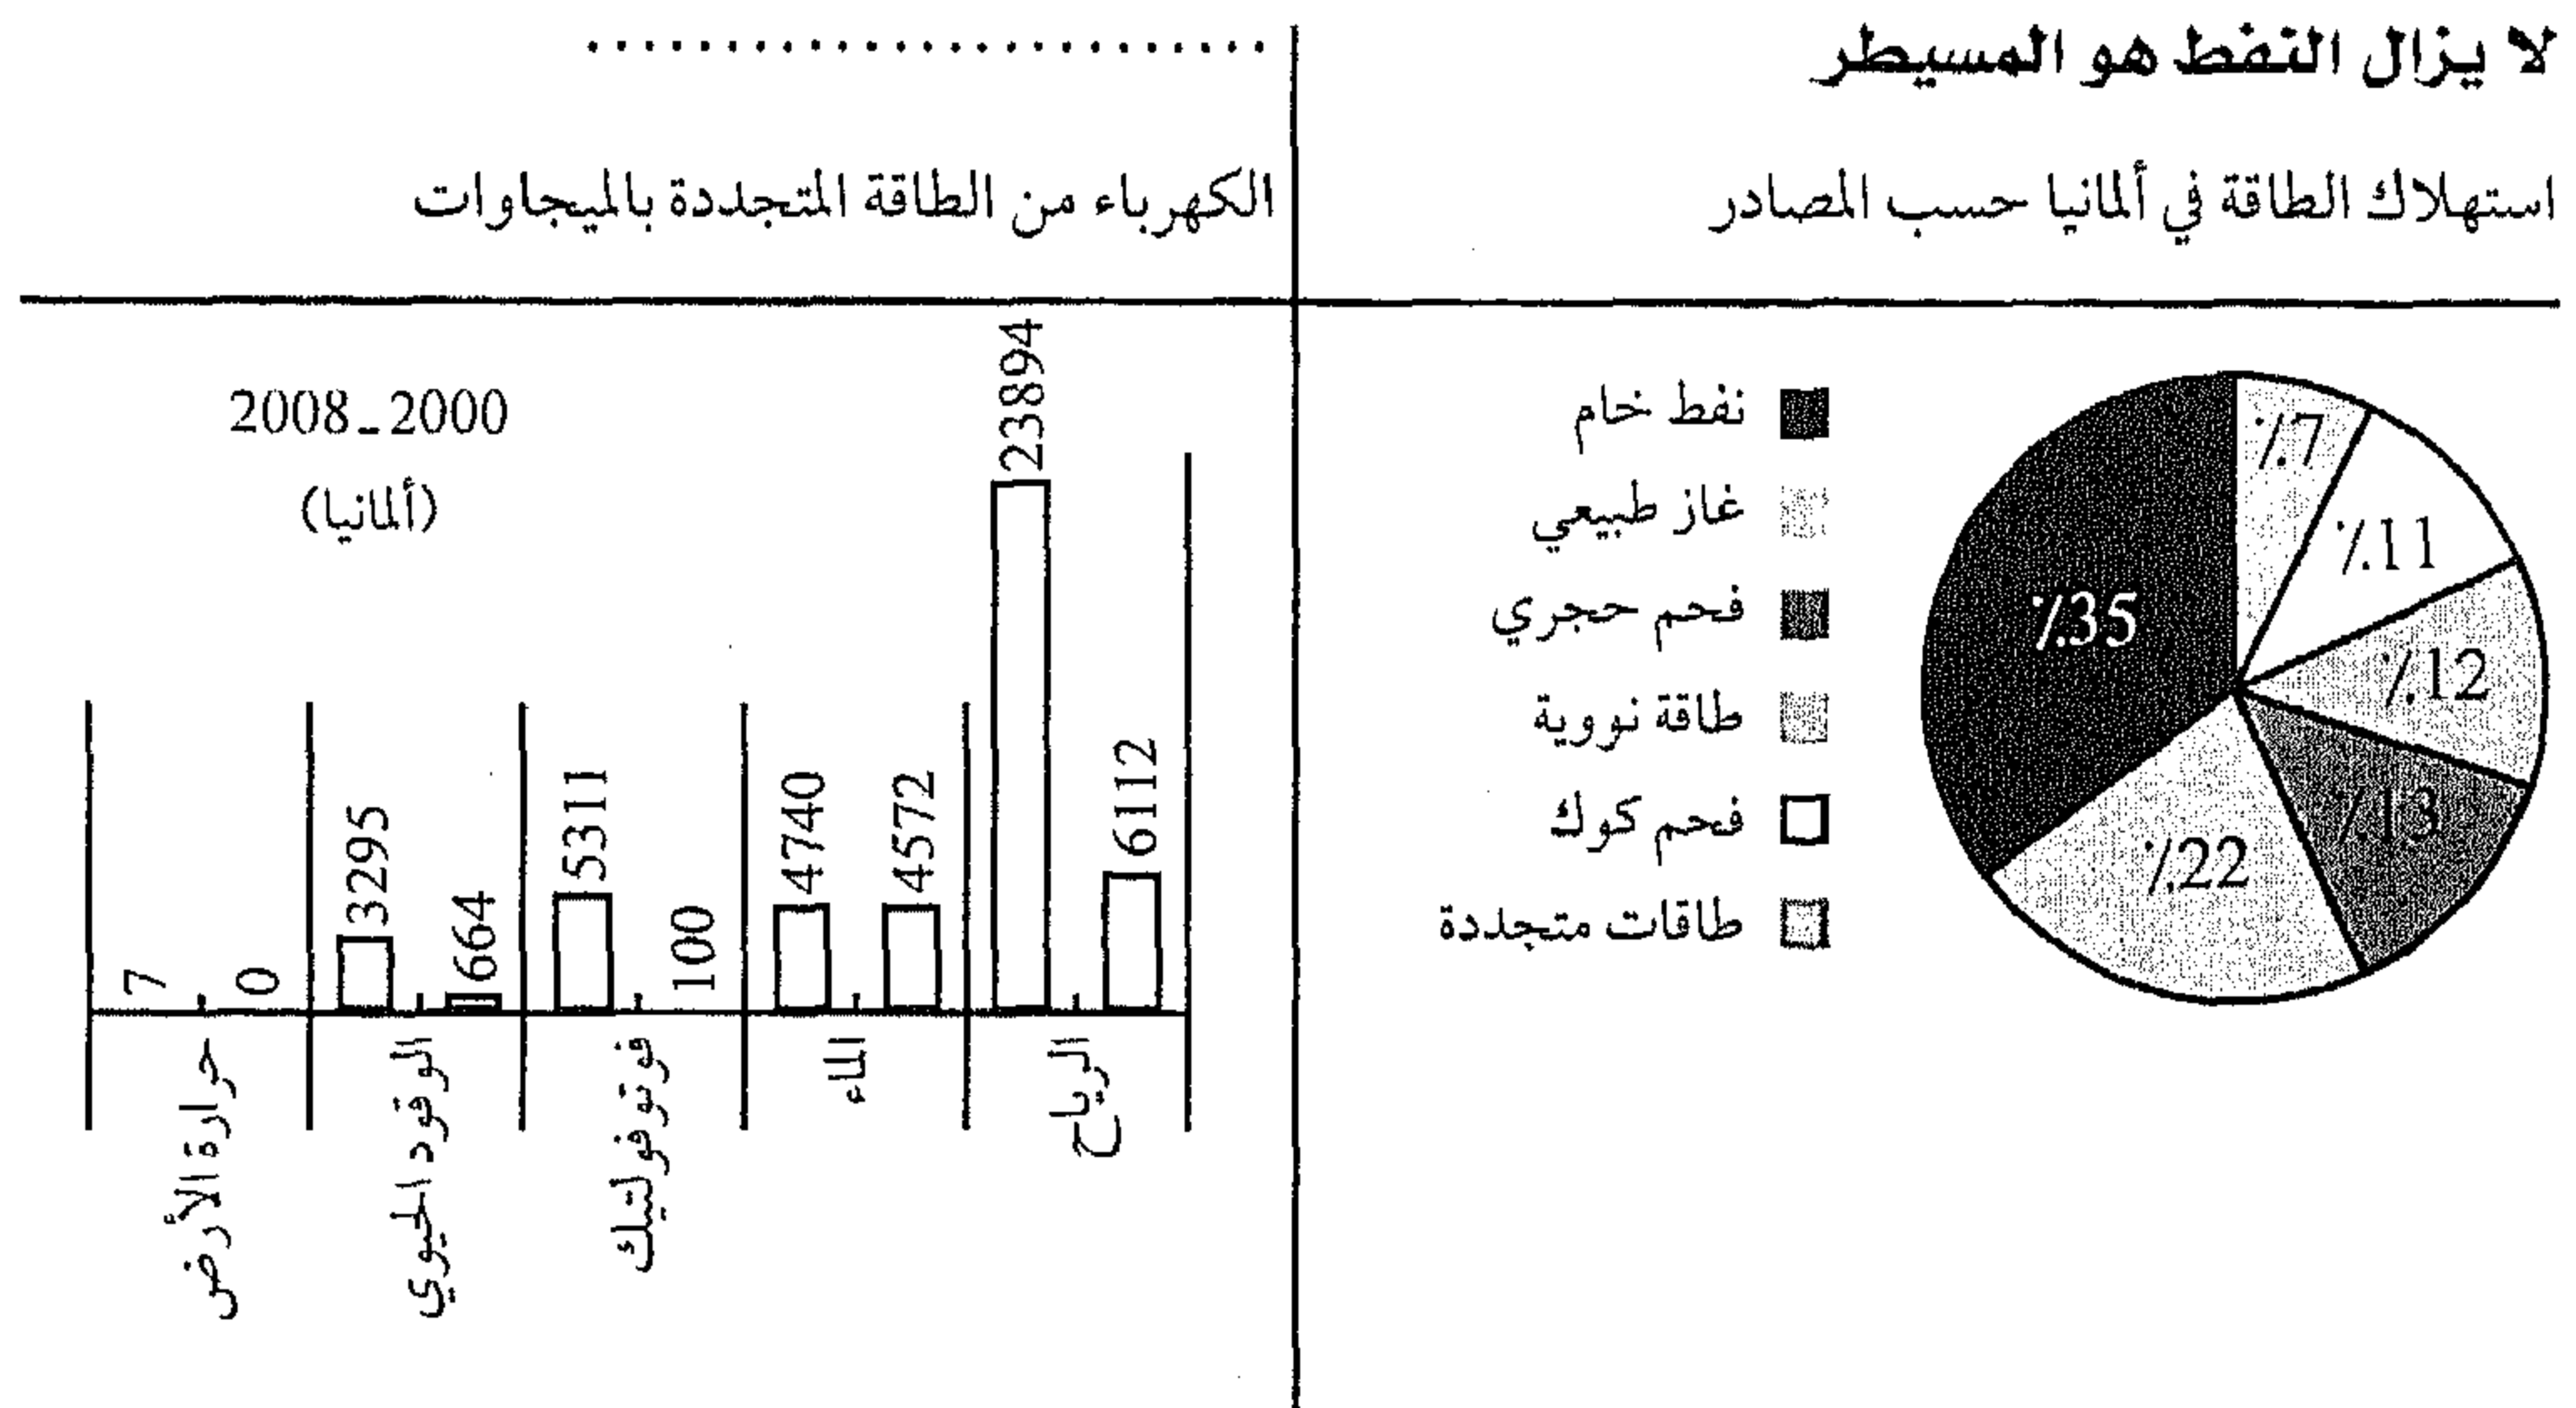 لا يزال النفط هو المسيطر
استهلاك الطاقة في ألمانيا حسب المصادر
٪7
٪11
٪12
٪13
٪22
٪35
نفط خام
غاز طبيعي
فحم حجري
طاقة نووية
فحم كوك
طاقات متجددة
..........................
الكهرباء من الطاقة المتجددة بالميجاوات
2008-2000
(ألمانيا)
6112
23894
الرياح
4572
4740
الماء
100
5311
فوتوفولتيك
664
3295
الوقود الحيوي
0
7
حرارة الأرض